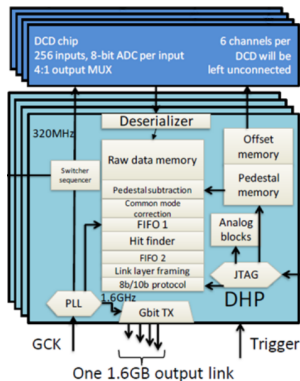 DCD chip
256 inputs, 8-bit ADC per input
4:1 output MUX
6 channels per
DCD will be
left unconnected
320MHz
Deserializer
Switcher
sequencer
Raw data memory
Offset
memory
Pedestal
memory
Pedestal subtraction
Common mode
correction
FIFO 1
Hit finder
FIFO 2
Link layer framing
8b/10b protocol
Analog
blocks
JTAG
DHP
PLL
1.6GHz
Gbit TX
GCK
Trigger
One 1.6GB output link